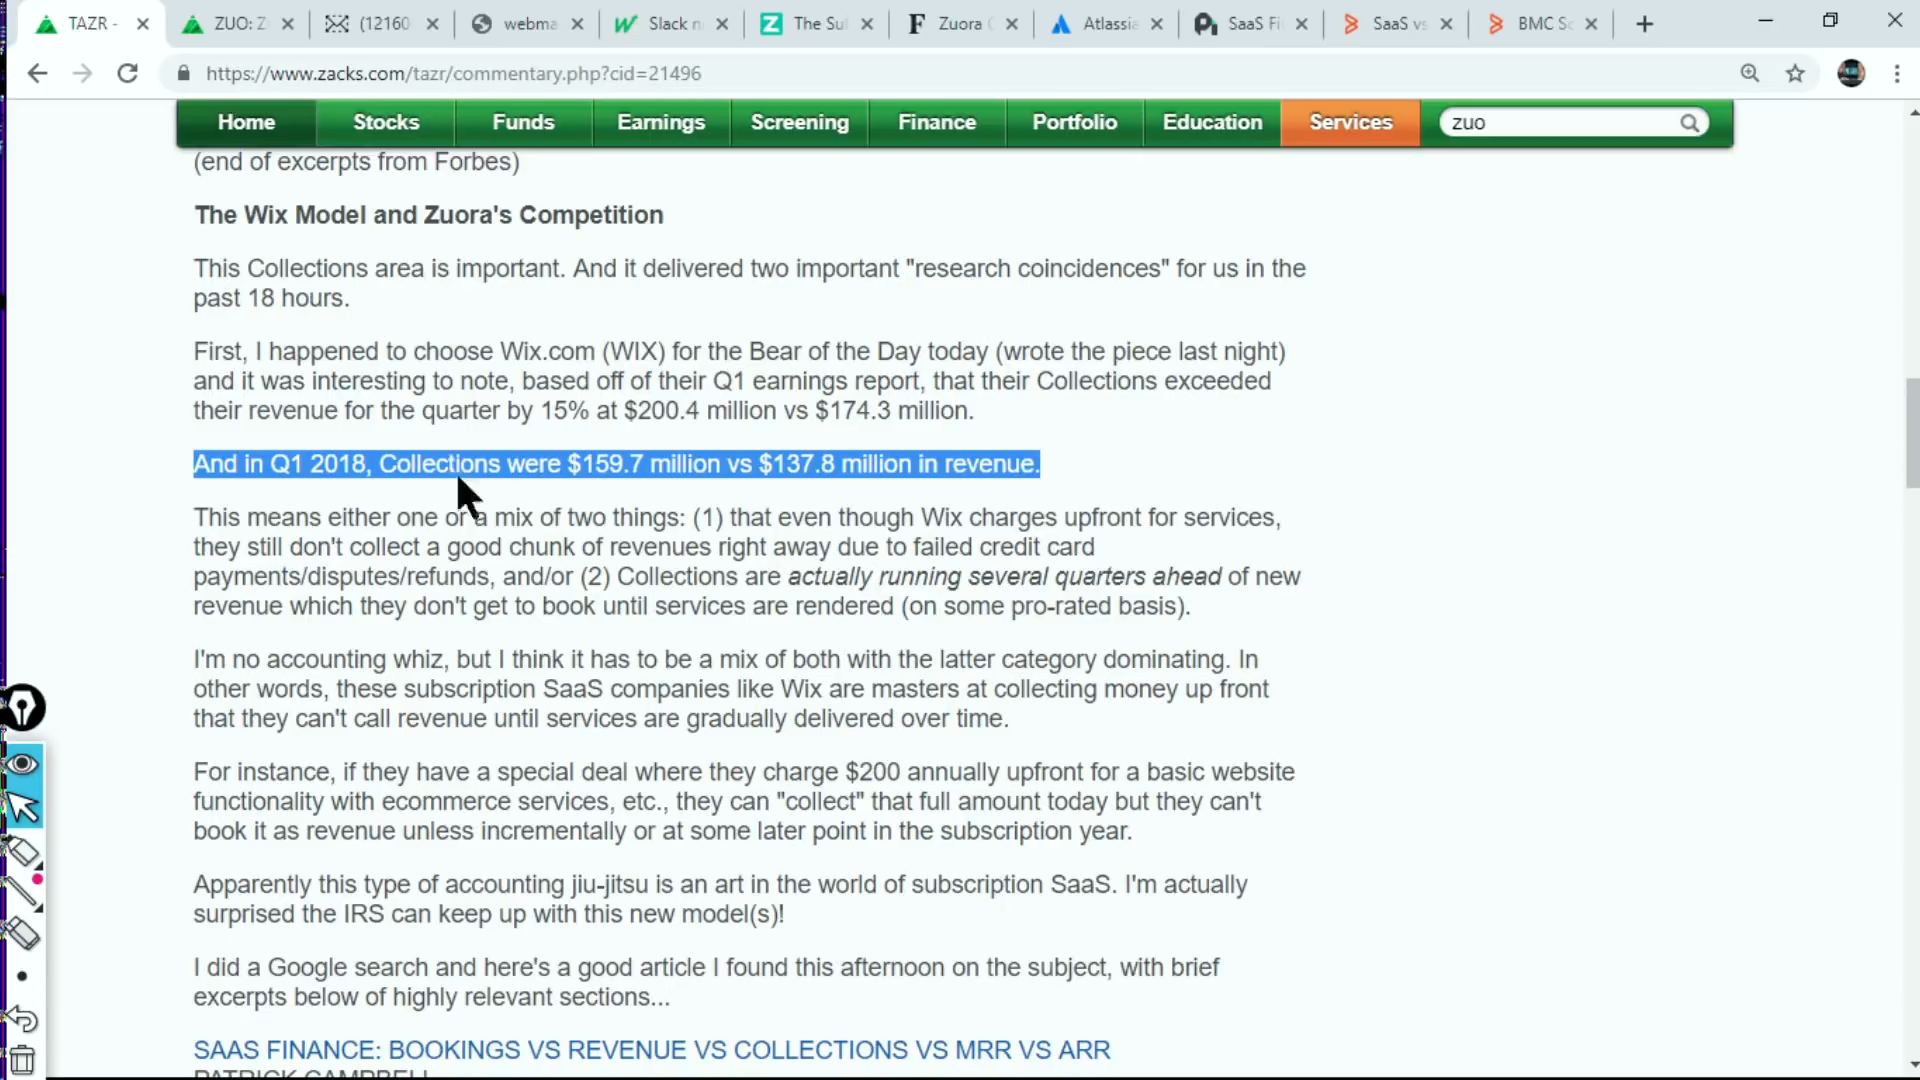 TAZR -
ZUO: Z
(12160
webma
Slack n
The Sul
Zuora
Atlassia
SaaS Fi
SaaS vs
BMC Sc
https://www.zacks.com/tazr/commentary.php?cid=21496
Home Stocks Funds Earnings Screening Finance Portfolio Education Services zuo
(end of excerpts from Forbes)
The Wix Model and Zuora's Competition
This Collections area is important. And it delivered two important "research coincidences" for us in the
past 18 hours.
First, I happened to choose Wix.com (WIX) for the Bear of the Day today (wrote the piece last night)
and it was interesting to note, based off of their Q1 earnings report, that their Collections exceeded
their revenue for the quarter by 15% at $200.4 million vs $174.3 million.
And in Q1 2018, Collections were $159.7 million vs $137.8 million in revenue.
This means either one or a mix of two things: (1) that even though Wix charges upfront for services,
they still don't collect a good chunk of revenues right away due to failed credit card
payments/disputes/refunds, and/or (2) Collections are actually running several quarters ahead of new
revenue which they don't get to book until services are rendered (on some pro-rated basis).
I'm no accounting whiz, but I think it has to be a mix of both with the latter category dominating. In
other words, these subscription SaaS companies like Wix are masters at collecting money up front
that they can't call revenue until services are gradually delivered over time.
For instance, if they have a special deal where they charge $200 annually upfront for a basic website
functionality with ecommerce services, etc., they can "collect" that full amount today but they can't
book it as revenue unless incrementally or at some later point in the subscription year.
Apparently this type of accounting jiu-jitsu is an art in the world of subscription SaaS. I'm actually
surprised the IRS can keep up with this new model(s)!
I did a Google search and here's a good article I found this afternoon on the subject, with brief
excerpts below of highly relevant sections...
SAAS FINANCE: BOOKINGS VS REVENUE VS COLLECTIONS VS MRR VS ARR
PATRICK CAMPBELL